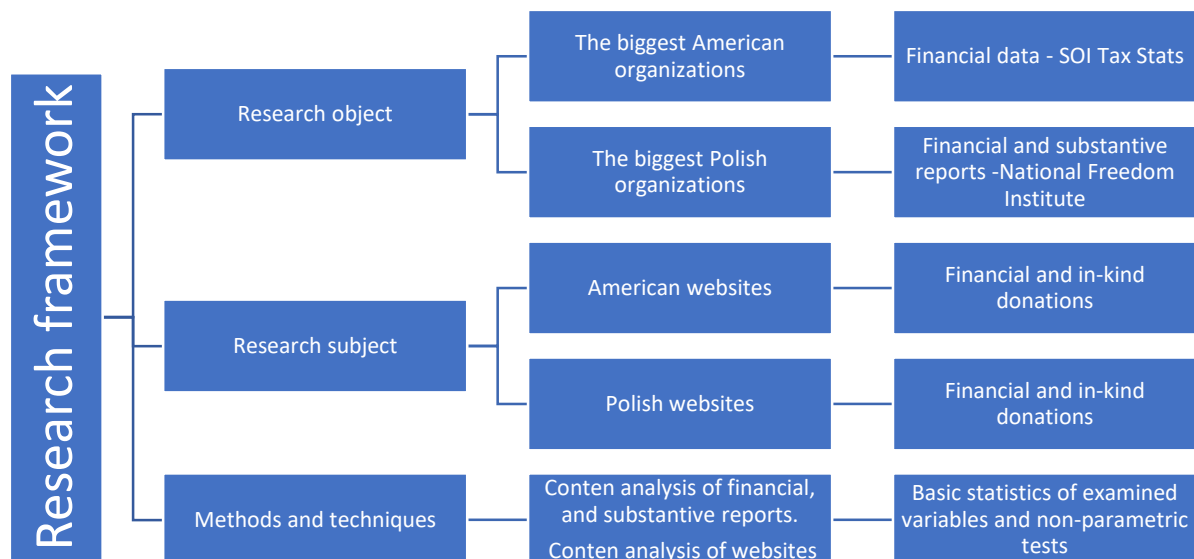 Research framework
Research object
The biggest American
organizations
Financial data - SOI Tax Stats
The biggest Polish
organizations
Financial and substantive
reports -National Freedom
Institute
Research subject
American websites
Financial and in-kind
donations
Polish websites
Financial and in-kind
donations
Methods and techniques
Conten analysis of financial,
and substantive reports.
Conten analysis of websites
Basic statistics of examined
variables and non-parametric
tests